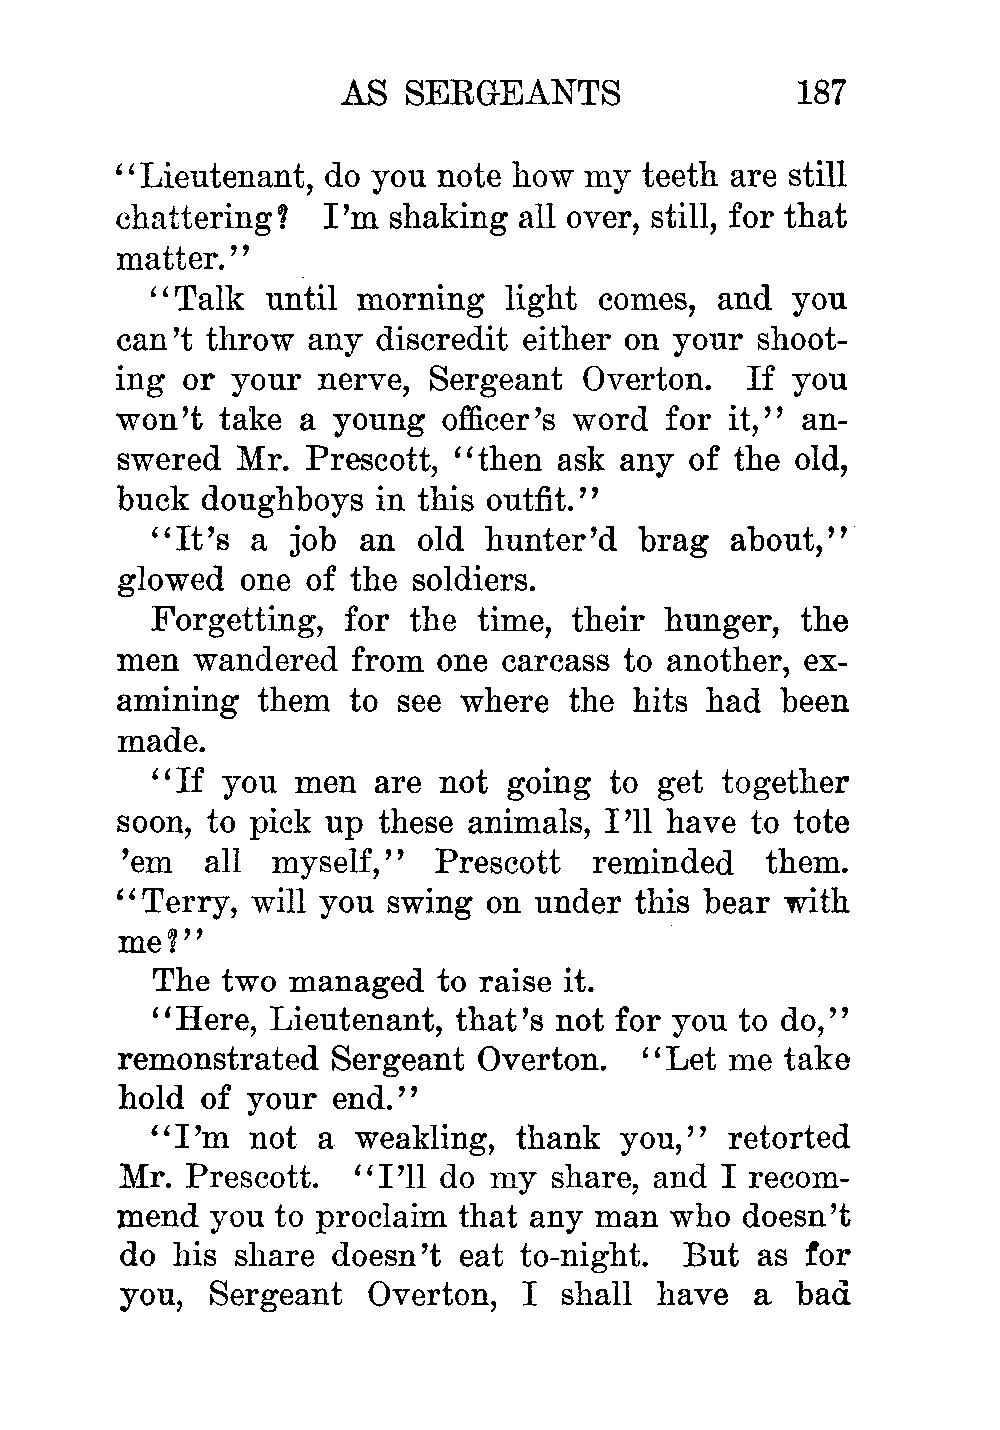 AS SERGEANTS 187
“Lieutenant, do you note how my teeth are still
chattering? I’m shaking all over, still, for that
matter.”
“Talk until morning light comes, and you
can’t throw any discredit either on your shoot-
ing or your nerve, Sergeant Overton. If you
won’t take a young officer’s word for it,” an-
swered Mr. Prescott, “then ask any of the old,
buck doughboys in this outfit.”
“It’s a job an old hunter’d brag about,”
glowed one of the soldiers.
Forgetting, for the time, their hunger, the
men wandered from one carcass to another, ex-
amining them to see where the hits had been
made.
“If you men are not going to get together
soon, to pick up these animals, I’ll have to tote
’em all myself,” Prescott reminded them.
“Terry, will you swing on under this bear with
me?”
The two managed to raise it.
“Here, Lieutenant, that’s not for you to do,”
remonstrated Sergeant Overton. “Let me take
hold of your end.”
“I’m not a weakling, thank you,” retorted
Mr. Prescott. “I’ll do my share, and I recom-
mend you to proclaim that any man who doesn’t
do his share doesn’t eat to-night. But as for
you, Sergeant Overton, I shall have a bad